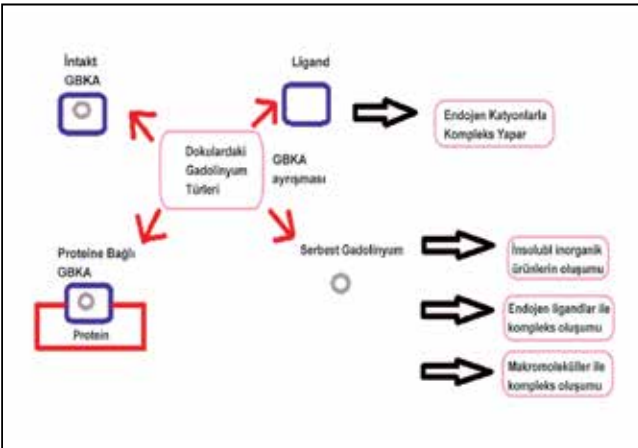 İntakt
GBKA
Ligand
Endojen Katyonlarla
Kompleks Yapar
Dokulardaki
Gadolinyum
Türleri
GBKA
ayrışması
Proteine Bağlı
GBKA
Protein
Serbest Gadolinyum
İnsolubl inorganik
ürünlerin oluşumu
Endojen ligandlar ile
kompleks oluşumu
Makromoleküller ile
kompleks oluşumu